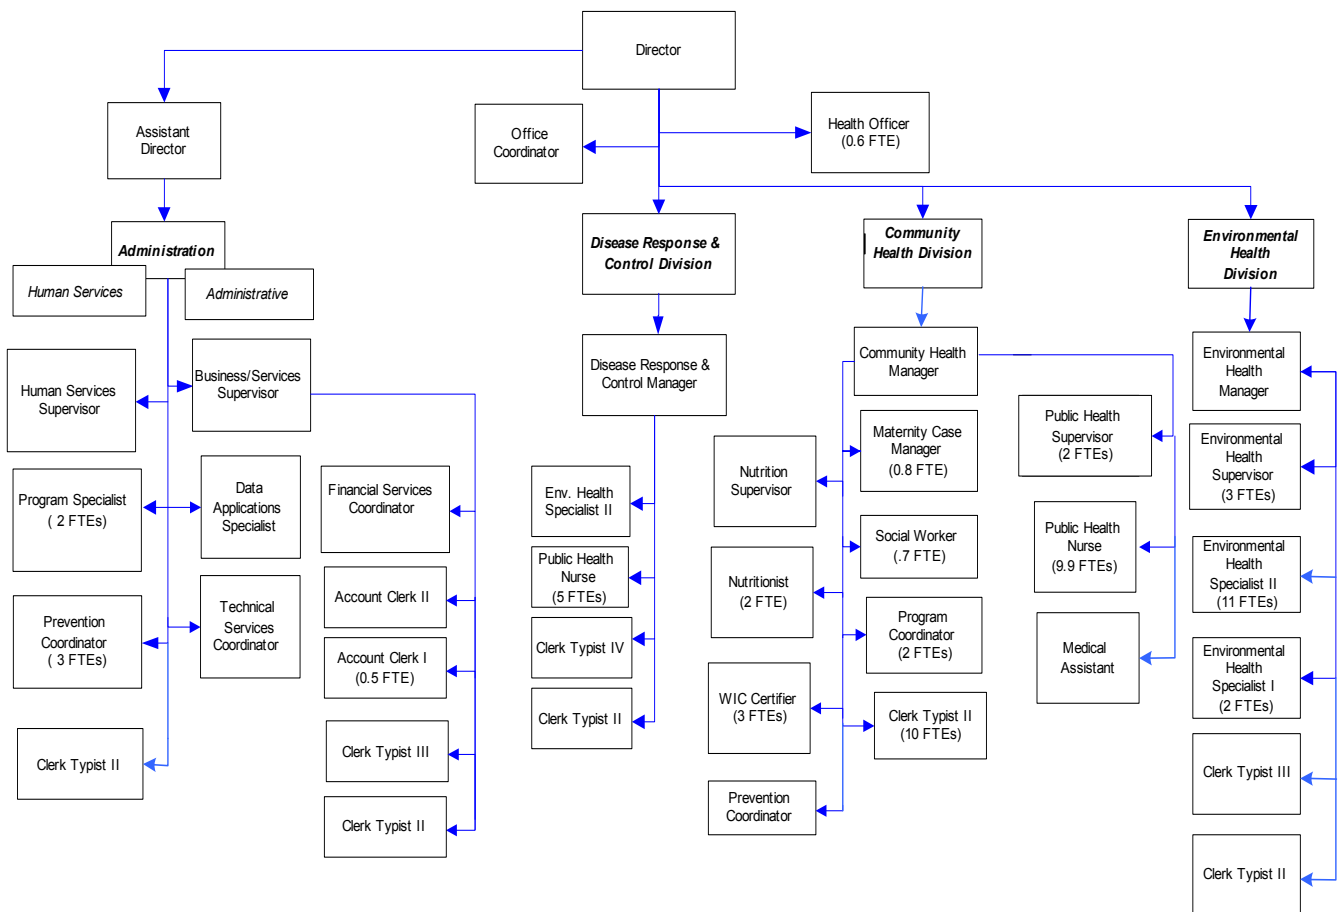 Director
Assistant
Director
Office
Coordinator
Health Officer
(0.6 FTE)
Administration
Human Services
Administrative
Disease Response &
Control Division
Community
Health Division
Environmental
Health
Division
Human Services
Supervisor
Business/Services
Supervisor
Program Specialist
( 2 FTEs)
Data
Applications
Specialist
Prevention
Coordinator
( 3 FTEs)
Technical
Services
Coordinator
Clerk Typist II
Financial Services
Coordinator
Account Clerk II
Account Clerk I
(0.5 FTE)
Clerk Typist III
Clerk Typist II
Disease Response &
Control Manager
Env. Health
Specialist II
Public Health
Nurse
(5 FTEs)
Clerk Typist IV
Clerk Typist II
Community Health
Manager
Nutrition
Supervisor
Maternity Case
Manager
(0.8 FTE)
Social Worker
(.7 FTE)
Nutritionist
(2 FTE)
Program
Coordinator
(2 FTEs)
WIC Certifier
(3 FTEs)
Clerk Typist II
(10 FTEs)
Prevention
Coordinator
Public Health
Supervisor
(2 FTEs)
Public Health
Nurse
(9.9 FTEs)
Medical
Assistant
Environmental
Health
Manager
Environmental
Health
Supervisor
(3 FTEs)
Environmental
Health
Specialist II
(11 FTEs)
Environmental
Health
Specialist I
(2 FTEs)
Clerk Typist III
Clerk Typist II